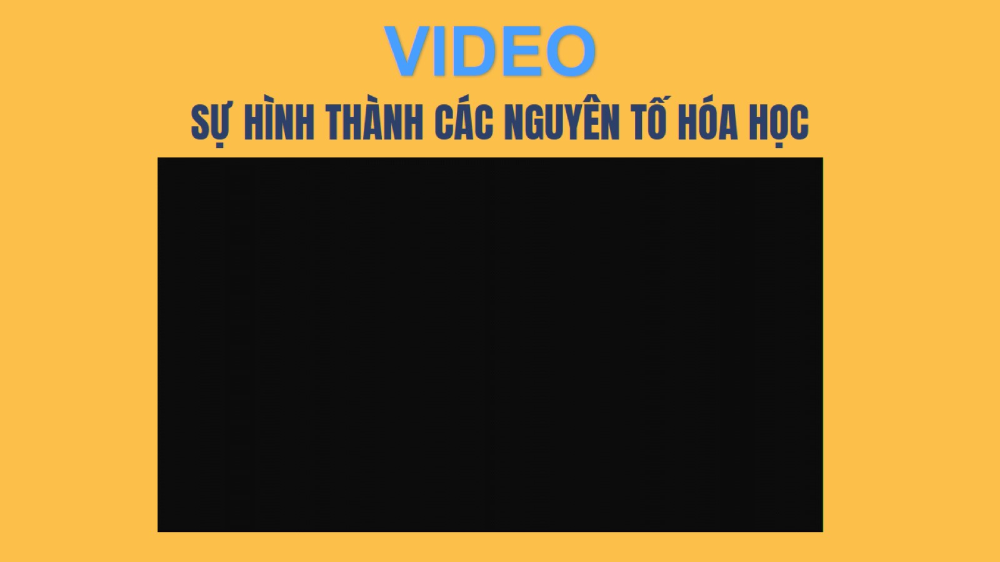 VIDEO
SỰ HÌNH THÀNH CÁC NGUYÊN TỐ HÓA HỌC